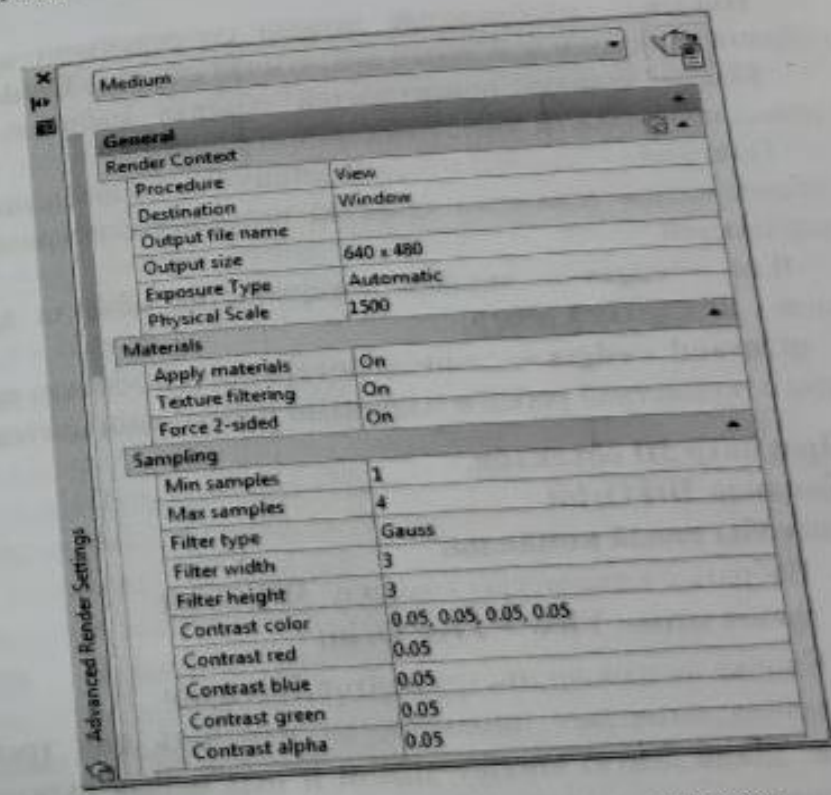 Medium
General
Render Context
Procedure View
Destination Window
Output file name
Output size 640 x 480
Exposure Type Automatic
Physical Scale 1500
Materials
Apply materials On
Texture filtering On
Force 2-sided On
Sampling
Min samples 1
Max samples 4
Filter type Gauss
Filter width 3
Filter height 3
Contrast color 0.05, 0.05, 0.05, 0.05
Contrast red 0.05
Contrast blue 0.05
Contrast green 0.05
Contrast alpha 0.05
Advanced Render Settings